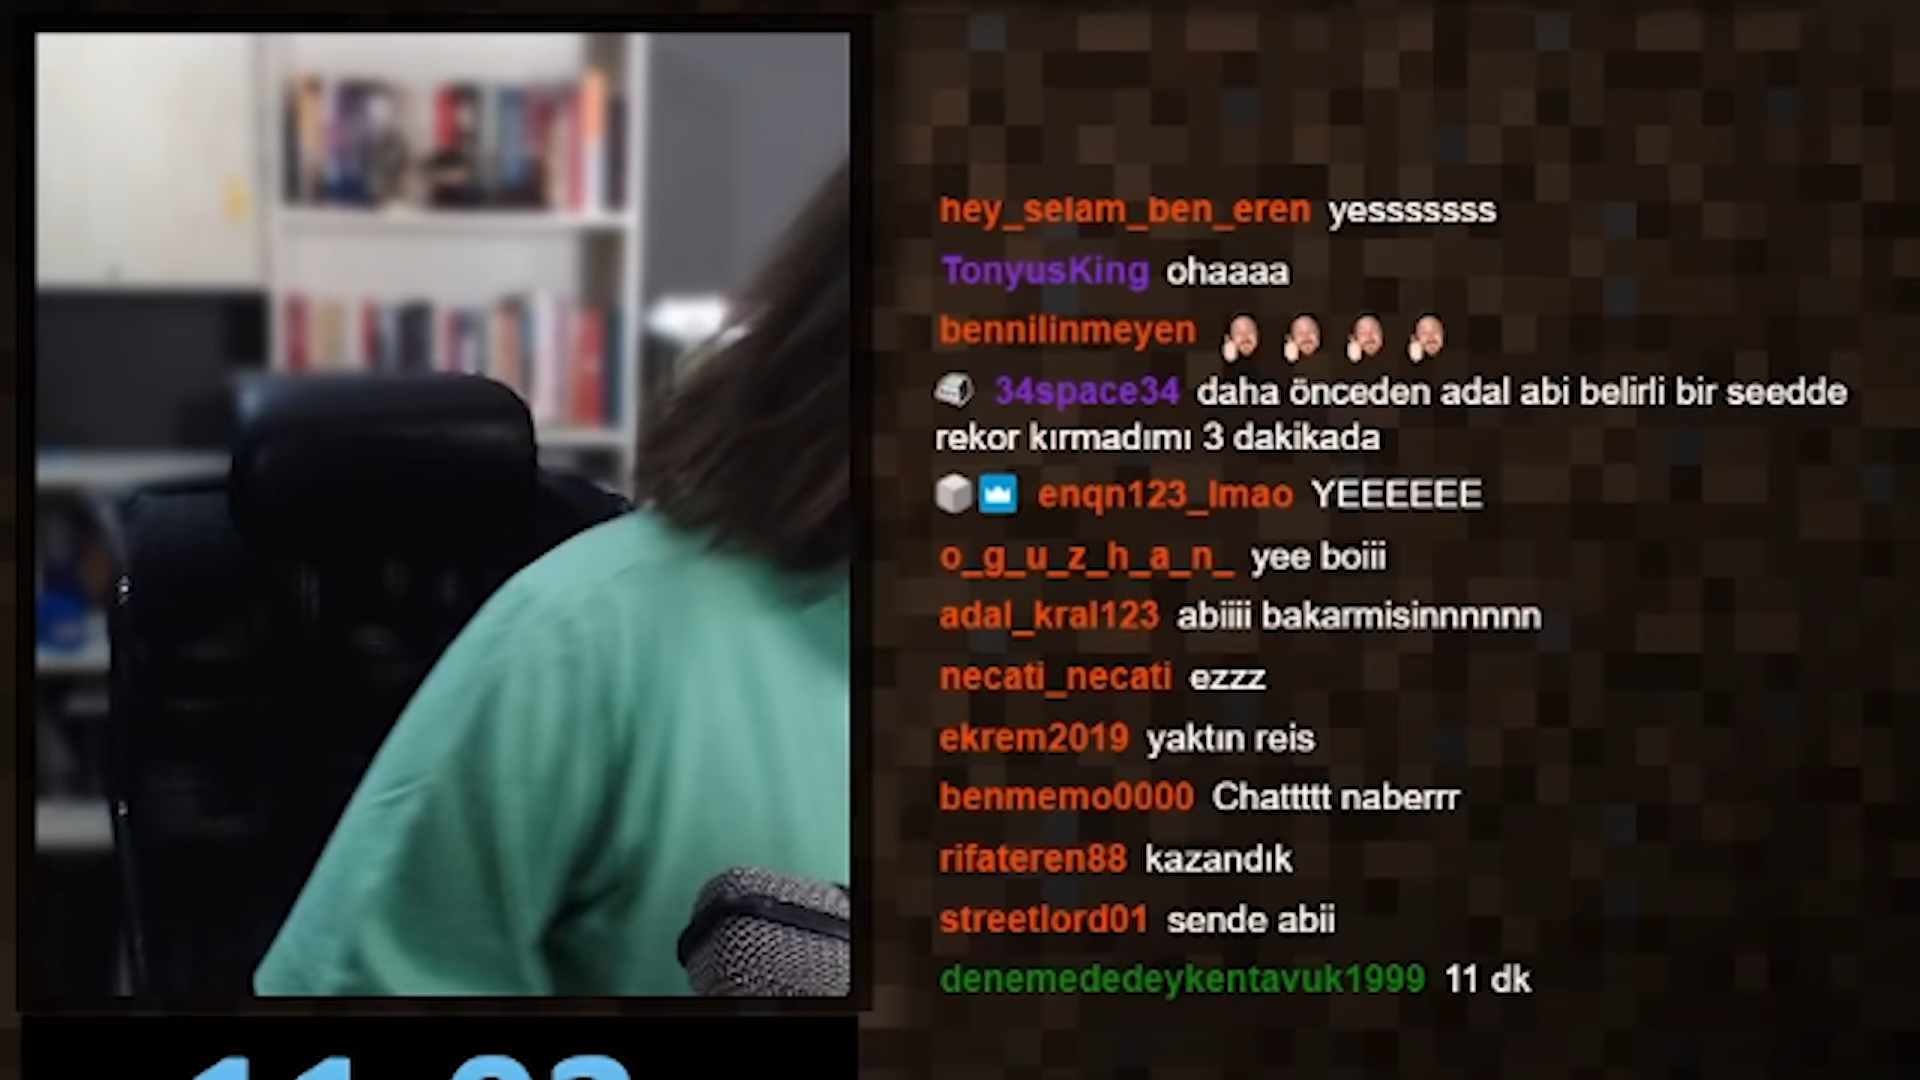 hey_selam_ben_eren yesssssss
TonyusKing ohaaaa
bennilinmeyen
34space34 daha önceden adal abi belirli bir seedde
rekor kırmadımı 3 dakikada
enqn123_lmao YEEEEEE
o_g_u_z_h_a_n_ yee boiii
adal_kral123 abiiii bakarmisinnnnnn
necati_necati ezzz
ekrem2019 yaktın reis
benmemo0000 Chattttt naberrr
rifateren88 kazandık
streetlord01 sende abii
denemededeykentavuk1999 11 dk